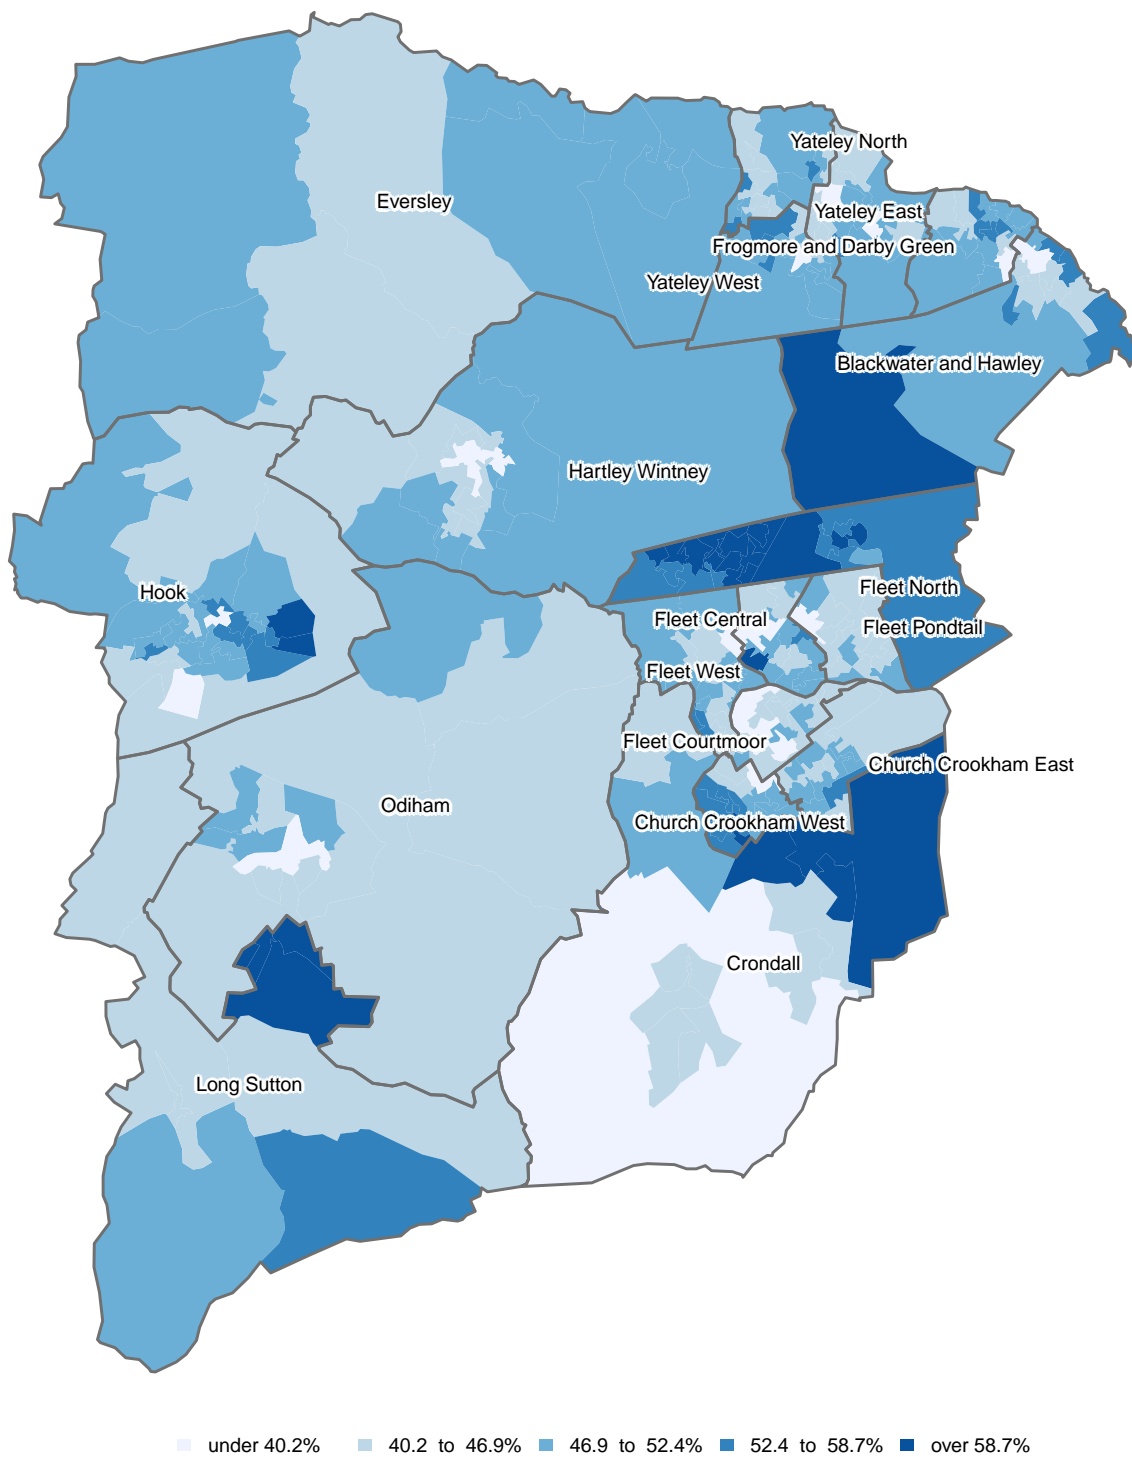 Yateley North
Eversley
Yateley East
Frogmore and Darby Green
Yateley West
Blackwater and Hawley
Hartley Wintney
Fleet North
Hook
Fleet Central
Fleet Pondtail
Fleet West
Fleet Courtmoor
Church Crookham East
Odiham
Church Crookham West
Crondall
Long Sutton
under 40.2% 40.2 to 46.9% 46.9 to 52.4% 52.4 to 58.7% over 58.7%